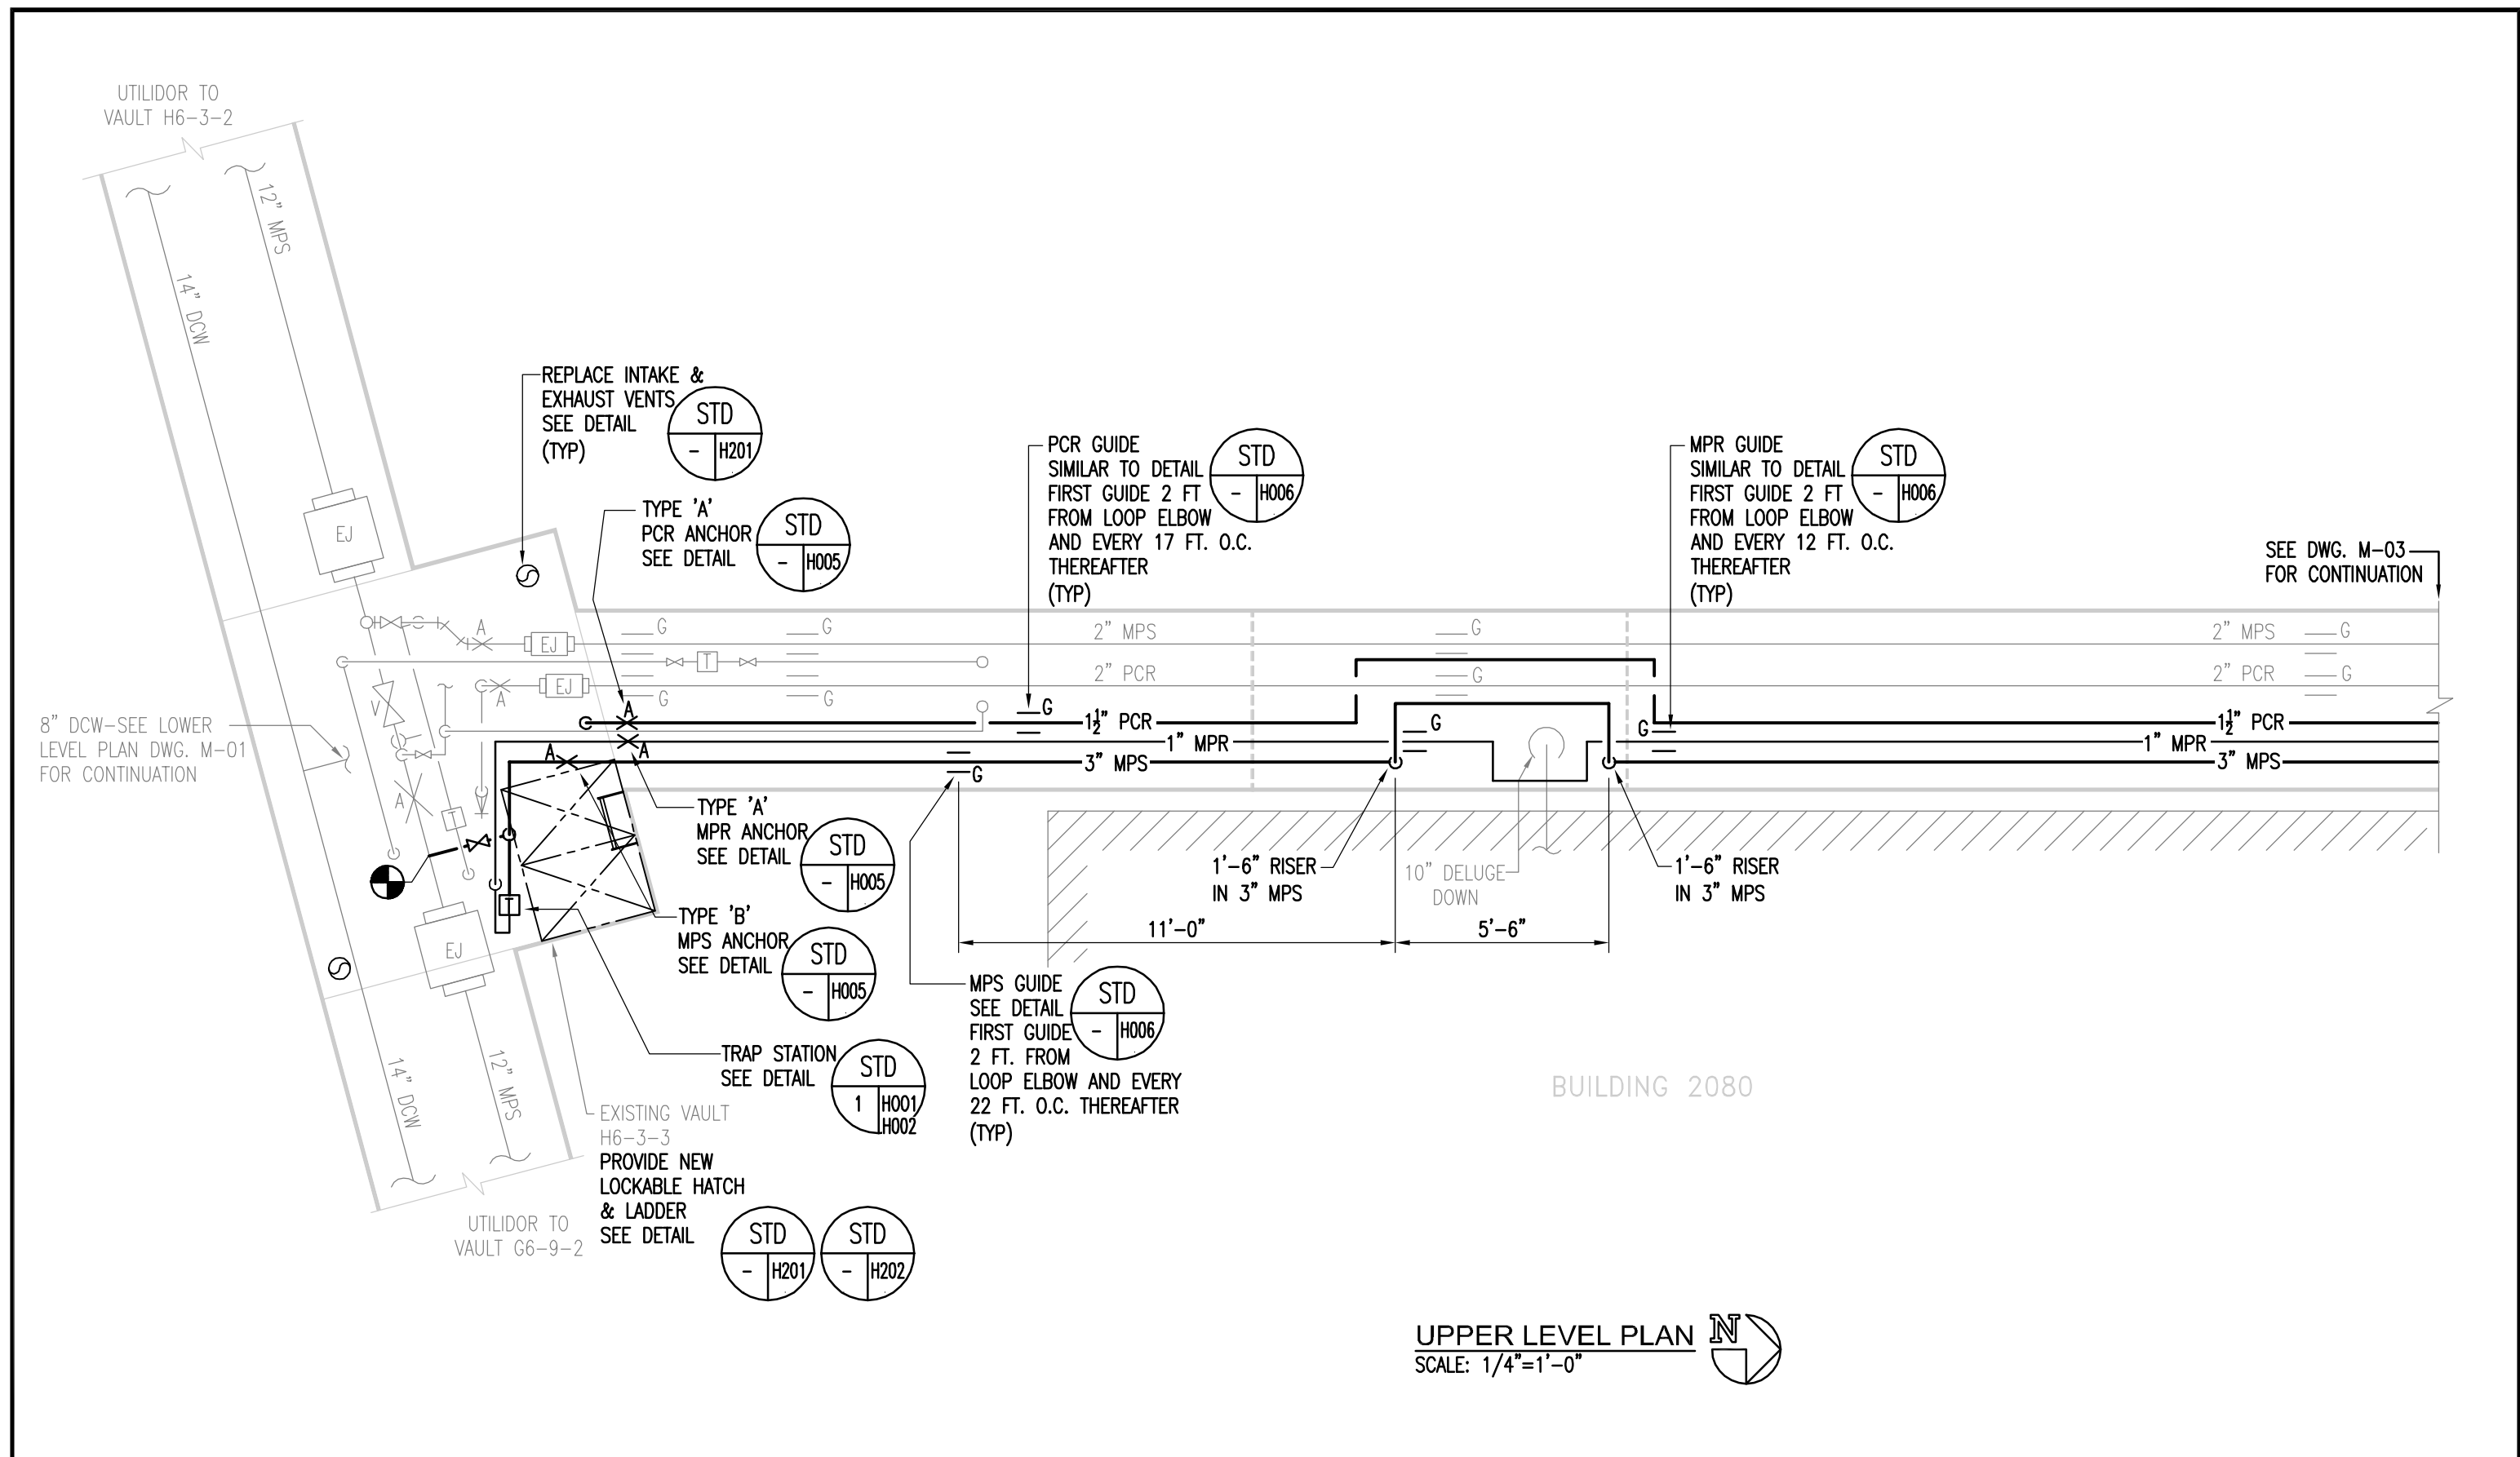 UTILIDOR TO
VAULT H6-3-2
12" MPS
14" DCW
EJ
REPLACE INTAKE &
EXHAUST VENTS
SEE DETAIL
(TYP)
STD
- H201
TYPE 'A'
PCR ANCHOR
SEE DETAIL
STD
- H005
PCR GUIDE
SIMILAR TO DETAIL
FIRST GUIDE 2 FT
FROM LOOP ELBOW
AND EVERY 17 FT. O.C.
THEREAFTER
(TYP)
STD
- H006
MPR GUIDE
SIMILAR TO DETAIL
FIRST GUIDE 2 FT
FROM LOOP ELBOW
AND EVERY 12 FT. O.C.
THEREAFTER
(TYP)
STD
- H006
SEE DWG. M-03
FOR CONTINUATION
A
EJ
G
G
2" MPS
G
2" MPS
G
T
A
EJ
G
G
2" PCR
G
2" PCR
G
V
8" DCW-SEE LOWER
LEVEL PLAN DWG. M-01
FOR CONTINUATION
A
G
1½" PCR
G
G
1½" PCR
A
A
1" MPR
1" MPR
G
3" MPS
3" MPS
A
T
T
EJ
TYPE 'A'
MPR ANCHOR
SEE DETAIL
STD
- H005
TYPE 'B'
MPS ANCHOR
SEE DETAIL
STD
- H005
TRAP STATION
SEE DETAIL
STD
1 H001
H002
1'-6" RISER
IN 3" MPS
10" DELUGE
DOWN
1'-6" RISER
IN 3" MPS
11'-0"
5'-6"
MPS GUIDE
SEE DETAIL
FIRST GUIDE
2 FT. FROM
LOOP ELBOW AND EVERY
22 FT. O.C. THEREAFTER
(TYP)
STD
- H006
BUILDING 2080
14" DCW
12" MPS
EXISTING VAULT
H6-3-3
PROVIDE NEW
LOCKABLE HATCH
& LADDER
SEE DETAIL
STD
- H201
STD
- H202
UTILIDOR TO
VAULT G6-9-2
UPPER LEVEL PLAN
SCALE: 1/4"=1'-0"
N